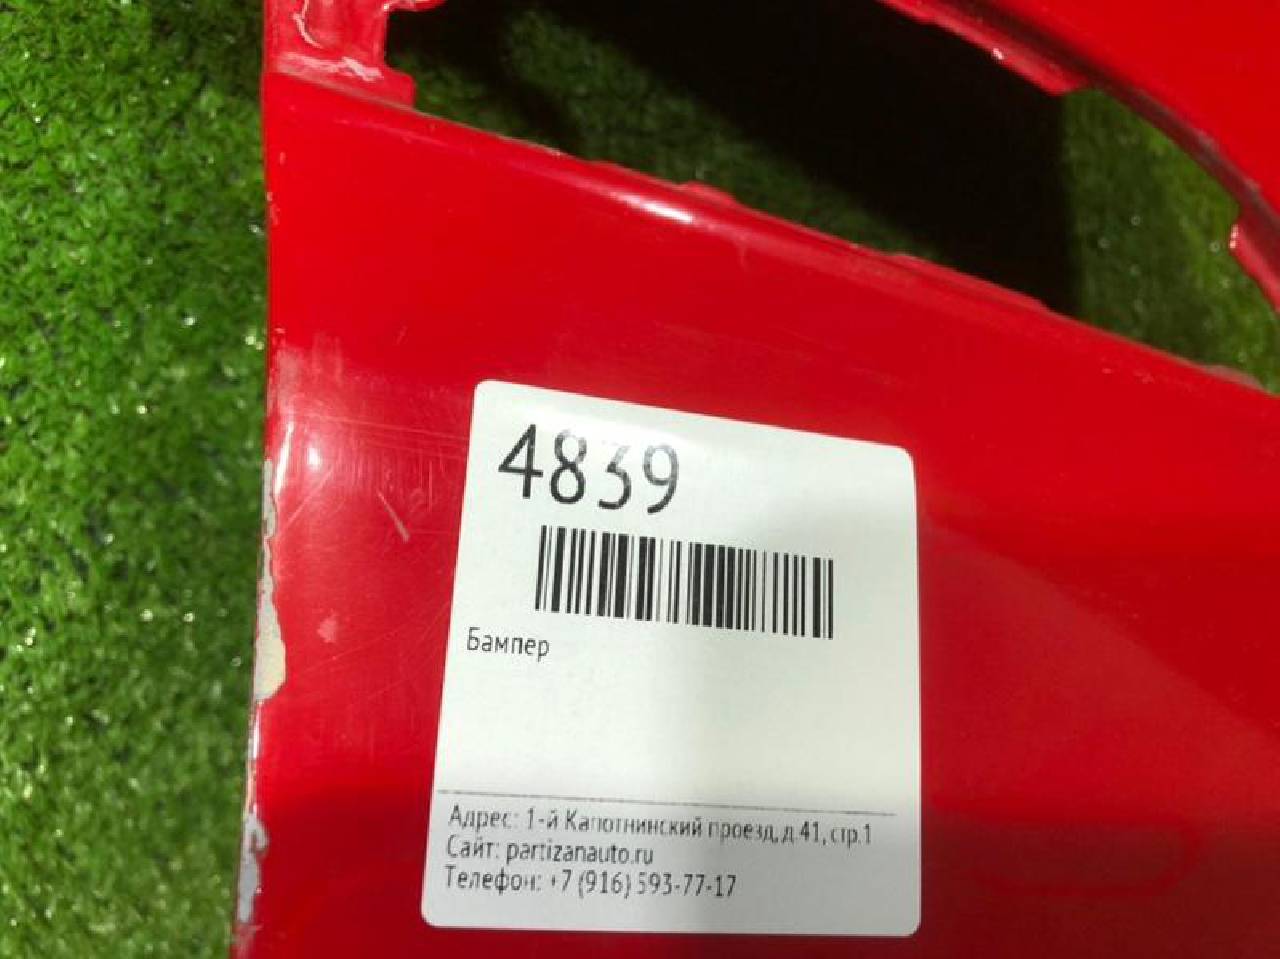 4839
Бампер
Адрес: 1-й Капотнинский проезд, д 41, стр.1
Сайт: partizanauto.ru
Телефон: +7 (916) 593-77-17